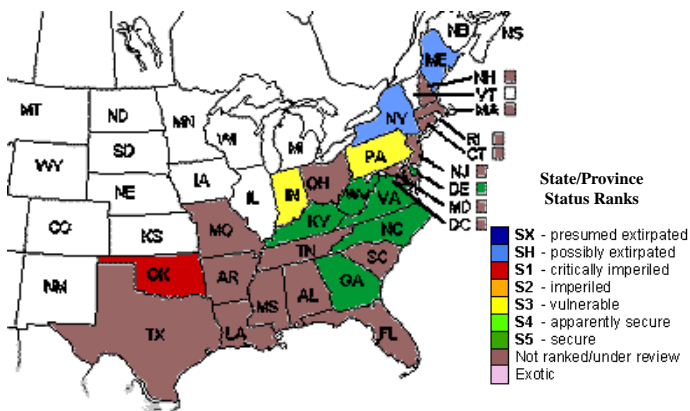 NB
NS
ME
NH
VT
MA
MT
ND
MN
WI
MI
NY
RI
CT
SD
WY
PA
NJ
IA
NE
IL
IN
OH
DE
WV
VA
MD
State/Province
Status Ranks
CO
KS
MO
KY
NC
DC
TN
SX - presumed extirpated
SH - possibly extirpated
OK
AR
SC
S1 - critically imperiled
NM
MS
AL
GA
S2 - imperiled
S3 - vulnerable
TX
LA
FL
S4 - apparently secure
S5 - secure
Not ranked/under review
Exotic